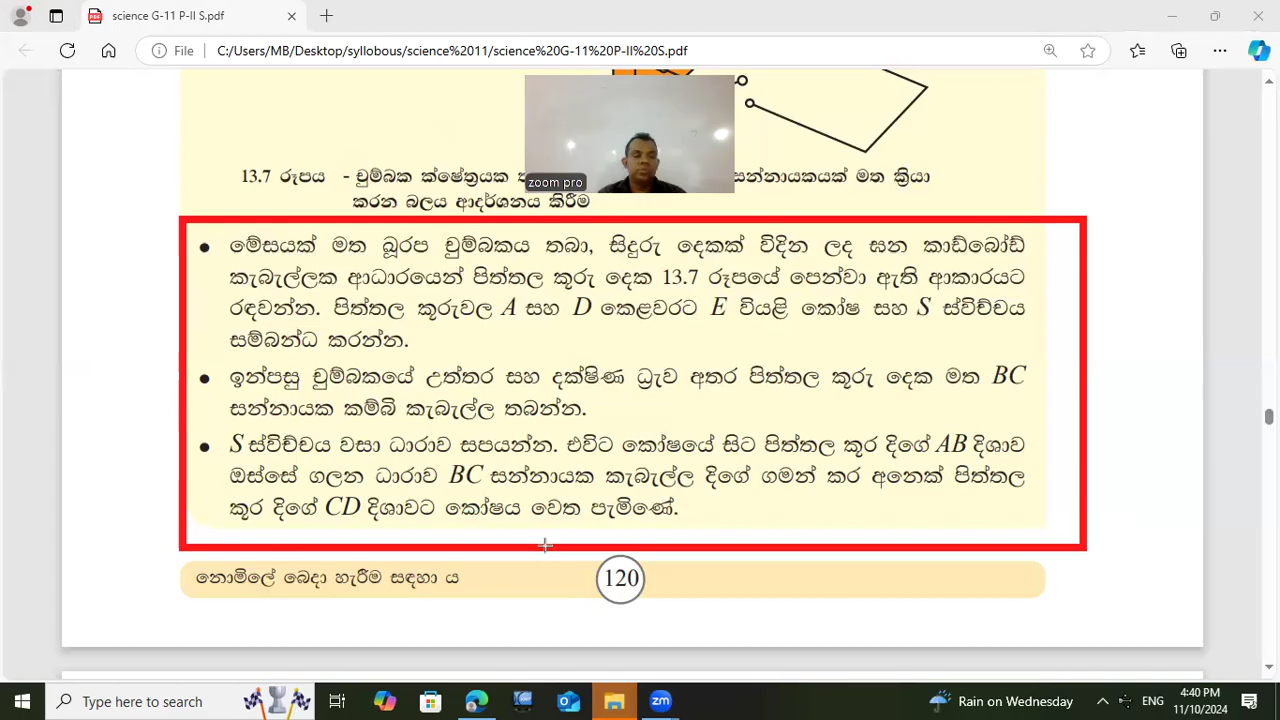 science G-11 P-II S.pdf
File
C:/Users/MB/Desktop/syllobous/science%2011/science%20G-11%20P-II%20S.pdf
zoom pro
13.7 රූපය - චුම්බක ක්ෂේත්‍රයක සන්නායකයක් මත ක්‍රියා
කරන බලය ආදර්ශනය කිරීම
• මේසයක් මත බූරප චුම්බකය තබා, සිදුරු දෙකක් විදින ලද ඝන කාඩ්බෝඩ්
කැබැල්ලක ආධාරයෙන් පිත්තල කූරු දෙක 13.7 රූපයේ පෙන්වා ඇති ආකාරයට
රඳවන්න. පිත්තල කූරුවල A සහ D කෙළවරට E වියළි කෝෂ සහ S ස්විච්චය
සම්බන්ධ කරන්න.
• ඉන්පසු චුම්බකයේ උත්තර සහ දක්ෂිණ ධ්‍රැව අතර පිත්තල කූරු දෙක මත BC
සන්නායක කම්බි කැබැල්ල තබන්න.
• S ස්විච්චය වසා ධාරාව සපයන්න. එවිට කෝෂයේ සිට පිත්තල කූර දිගේ AB දිශාව
ඔස්සේ ගලන ධාරාව BC සන්නායක කැබැල්ල දිගේ ගමන් කර අනෙක් පිත්තල
කූර දිගේ CD දිශාවට කෝෂය වෙත පැමිණේ.
නොමිලේ බෙදා හැරීම සඳහා ය
120
Type here to search
Rain on Wednesday
ENG
4:40 PM
11/10/2024